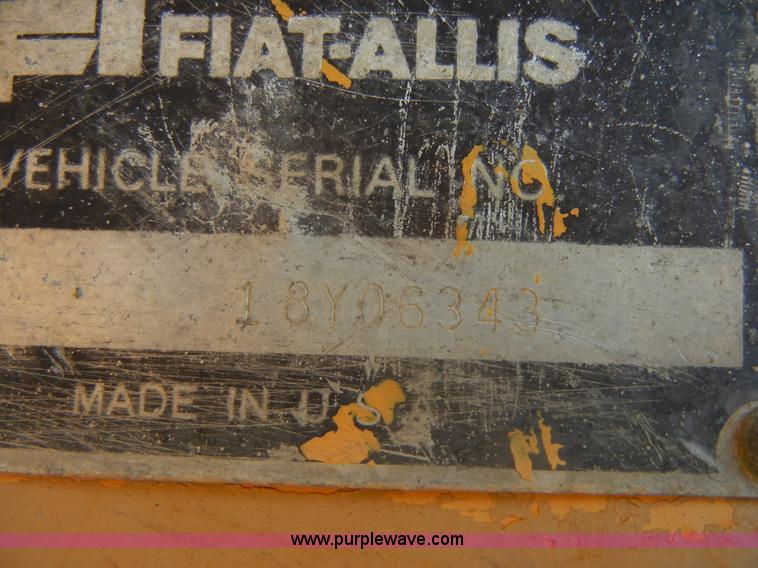 FIAT-ALLIS
VEHICLE SERIAL NO
18Y06343
MADE IN U.S.A
www.purplewave.com